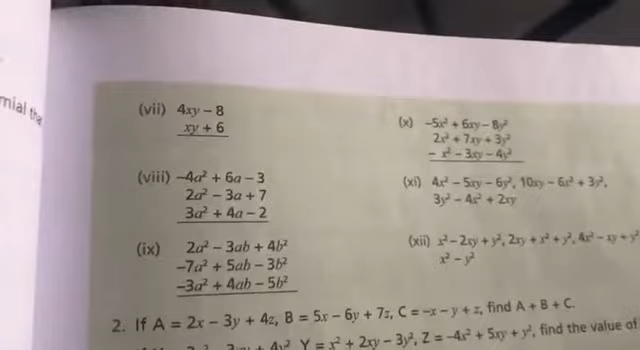 mial tha
(vii) 4xy – 8
xy + 6
(viii) –4a² + 6a – 3
2a² – 3a + 7
3a² + 4a – 2
(ix) 2a² – 3ab + 4b²
–7a² + 5ab – 3b²
–3a² + 4ab – 5b²
(x) –5x² + 6xy – 8y²
2x² + 7xy + 3y²
– x² – 3xy – 4y²
(xi) 4x² – 5xy – 6y², 10xy – 6x² + 3y²,
3y² – 4x² + 2xy
(xii) x² – 2xy + y², 2xy + x² + y², 4x² – xy + y²
x² – y²
2. If A = 2x – 3y + 4z, B = 5x – 6y + 7z, C = –x – y + z, find A + B + C.
+ 4y² Y = x² + 2xy – 3y², Z = –4x² + 5xy + y², find the value of